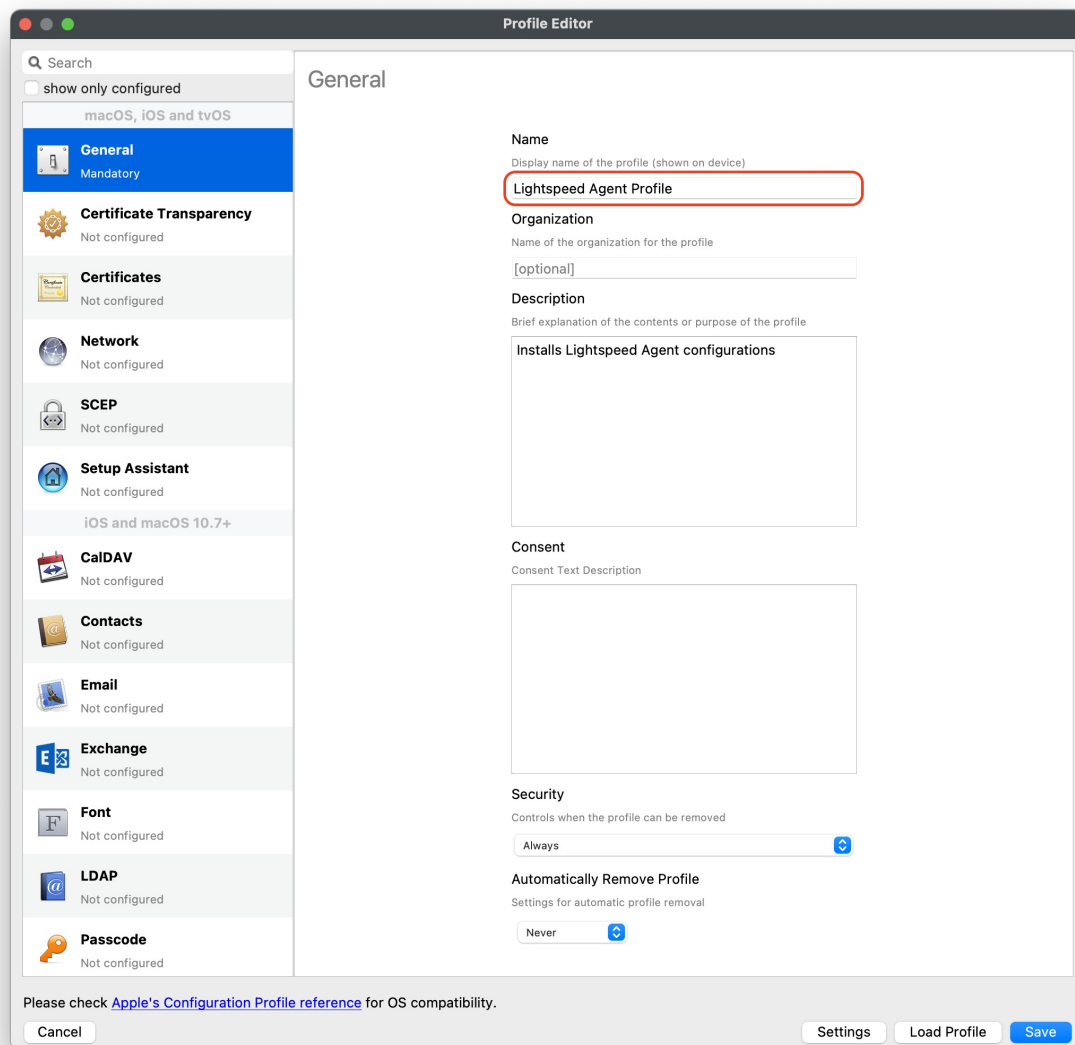 Profile Editor
Search
show only configured
macOS, iOS and tvOS
General
Mandatory
Certificate Transparency
Not configured
Certificates
Not configured
Network
Not configured
SCEP
Not configured
Setup Assistant
Not configured
iOS and macOS 10.7+
CalDAV
Not configured
Contacts
Not configured
Email
Not configured
Exchange
Not configured
Font
Not configured
LDAP
Not configured
Passcode
Not configured
General
Name
Display name of the profile (shown on device)
Lightspeed Agent Profile
Organization
Name of the organization for the profile
[optional]
Description
Brief explanation of the contents or purpose of the profile
Installs Lightspeed Agent configurations
Consent
Consent Text Description
Security
Controls when the profile can be removed
Always
Automatically Remove Profile
Settings for automatic profile removal
Never
Please check Apple's Configuration Profile reference for OS compatibility.
Cancel
Settings
Load Profile
Save